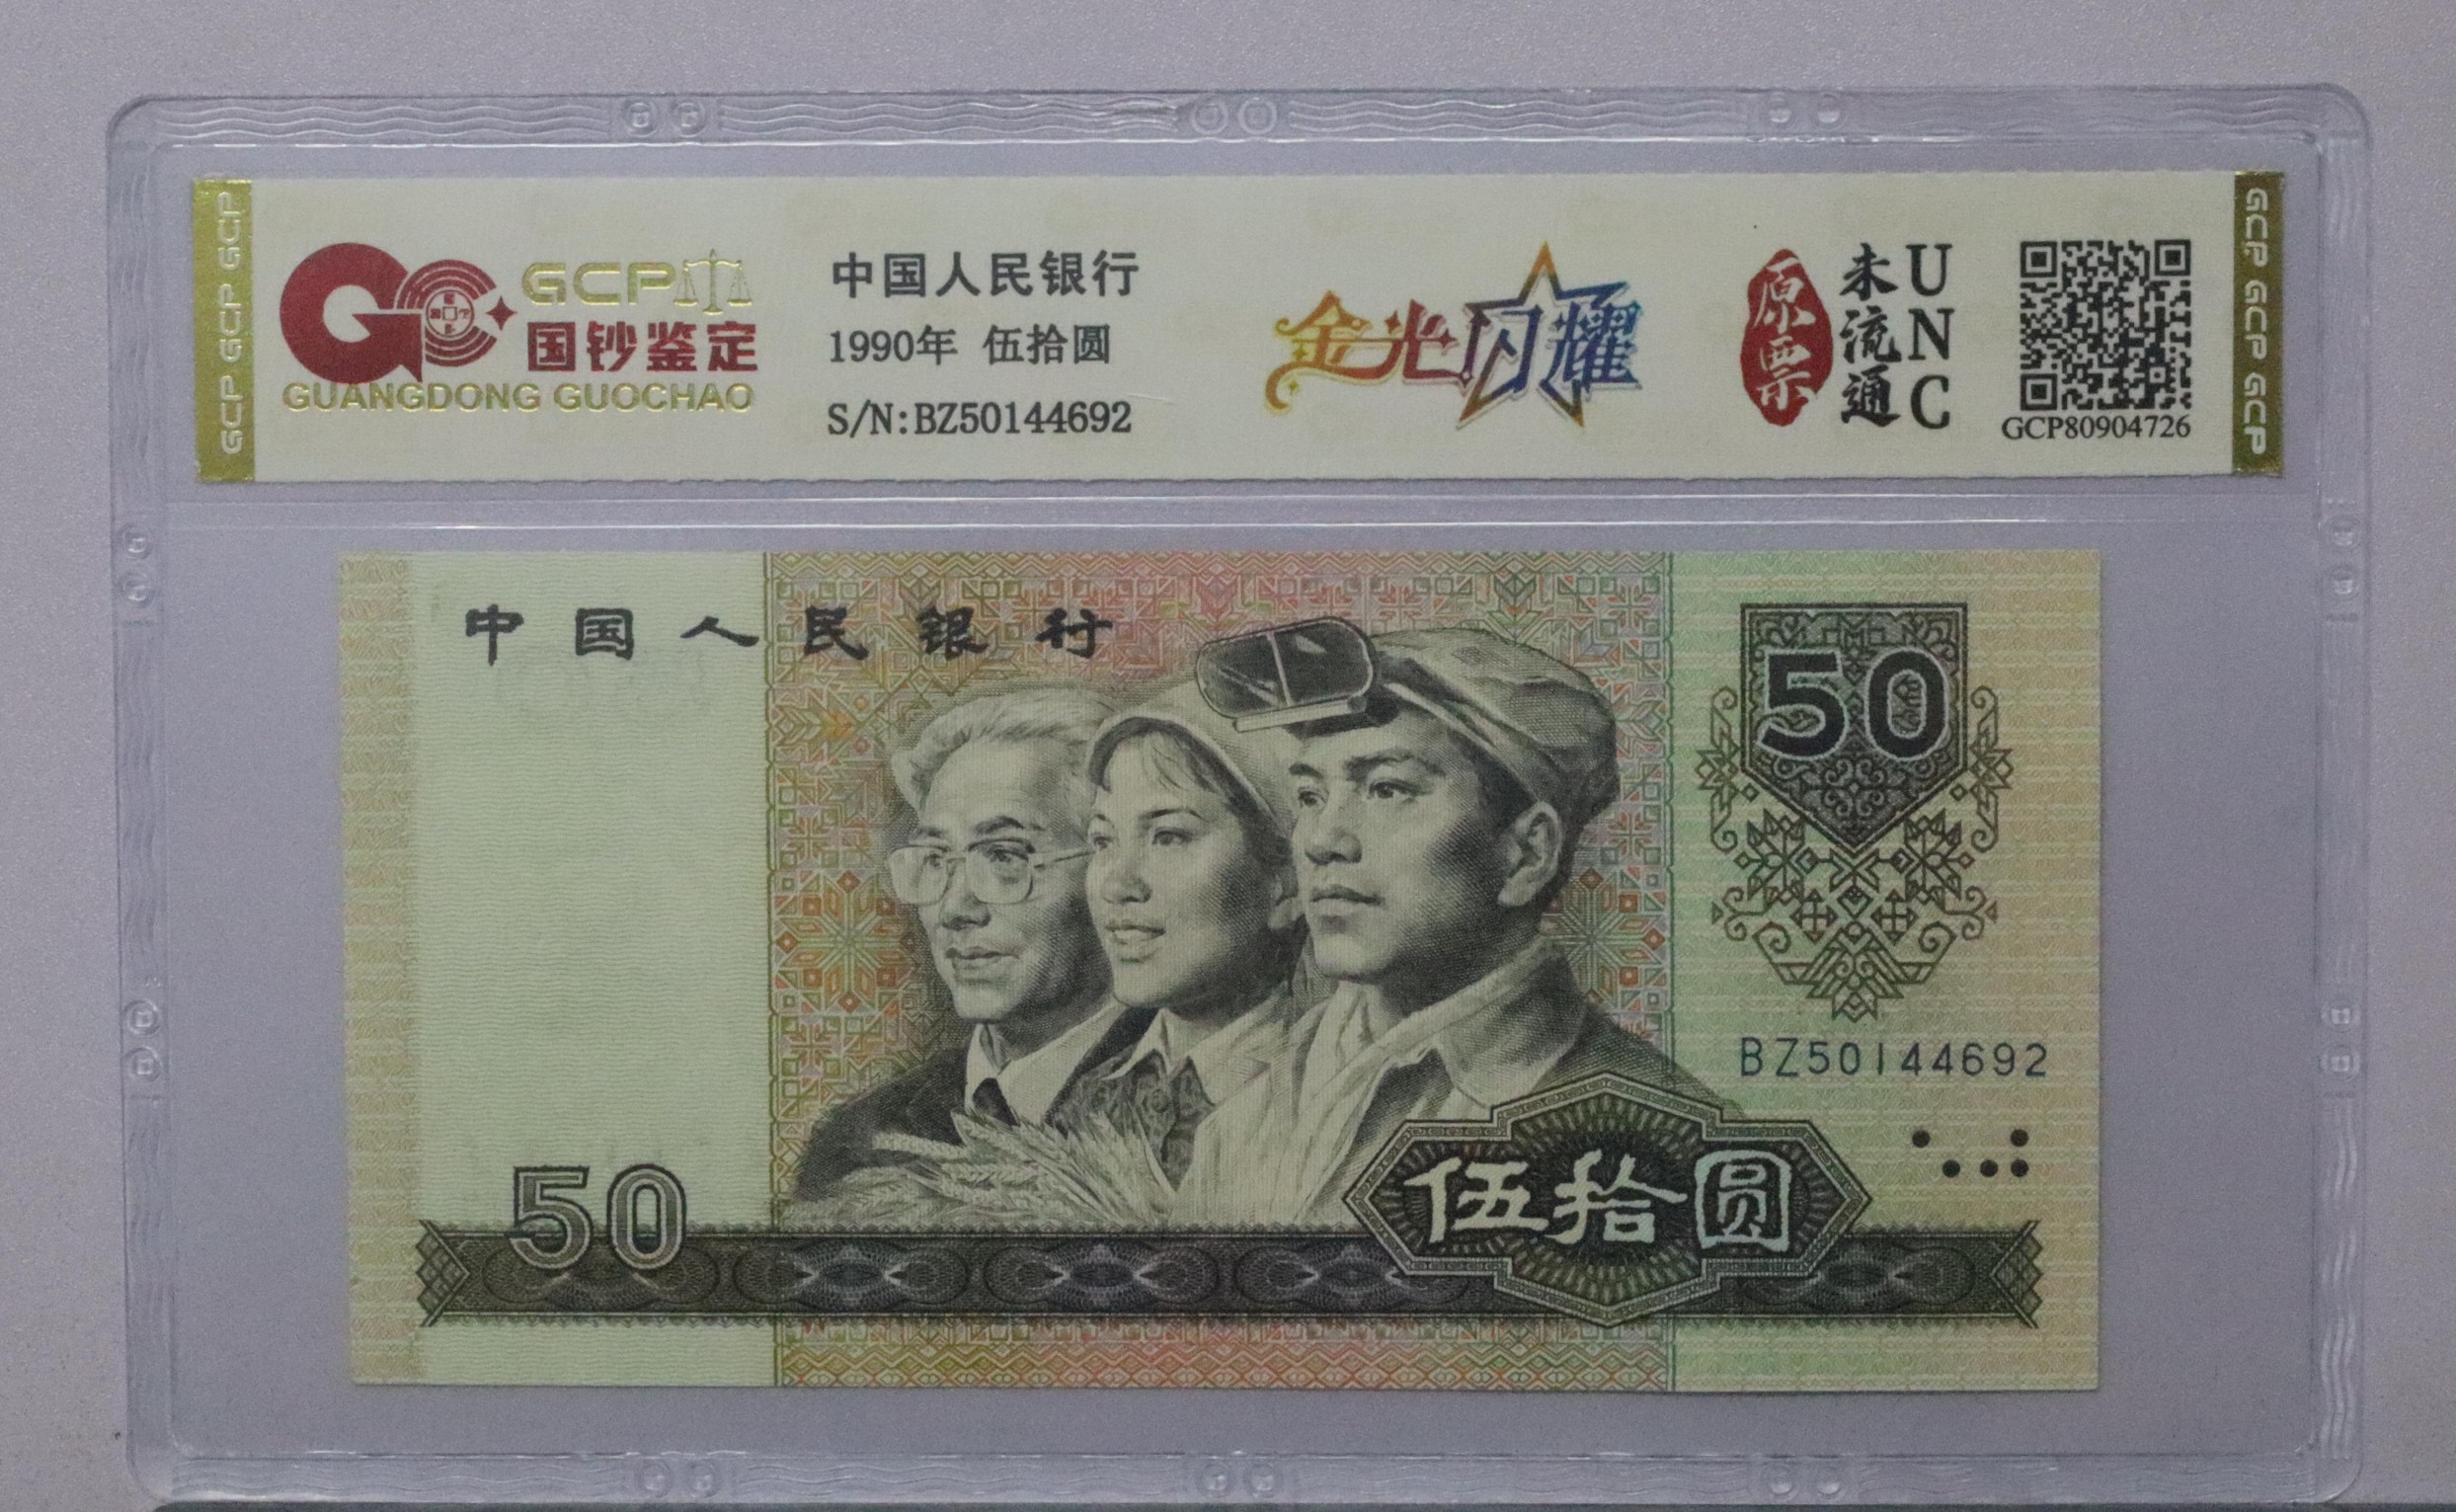 GCP GCP GCP
GCP
国钞鉴定
GUANGDONG GUOCHAO
中国人民银行
1990年 伍拾圆
S/N:BZ50144692
金光闪耀
原票
未流通
UNC
GCP80904726
GCP GCP GCP
中国人民银行
50
BZ50144692
50
伍拾圆